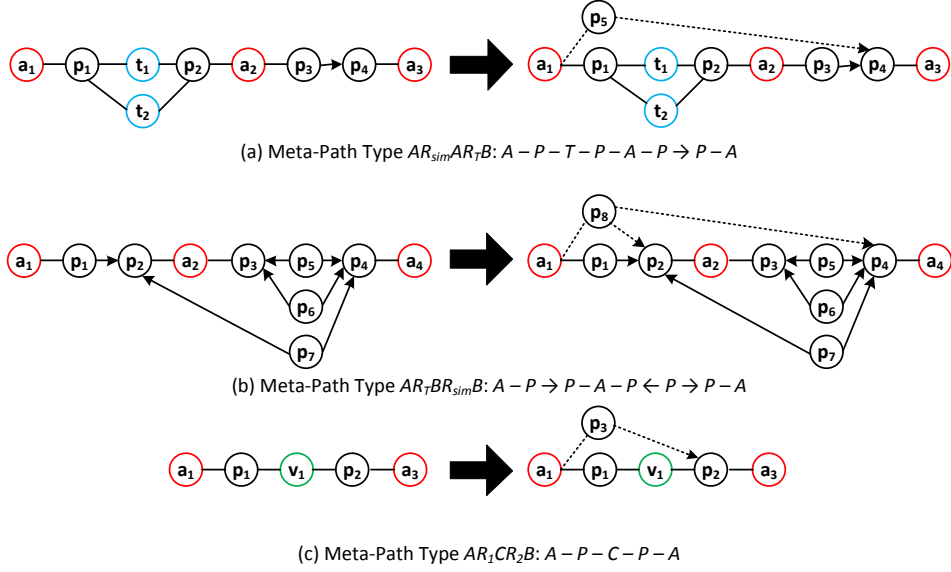 p5
a1 p1 t1 p2 a2 p3 p4 a3 a1 p1 t1 p2 a2 p3 p4 a3
t2 t2
(a) Meta-Path Type ARsimARTB: A – P – T – P – A – P → P – A
p8
a1 p1 p2 a2 p3 p5 p4 a4 a1 p1 p2 a2 p3 p5 p4 a4
p6 p6
p7 p7
(b) Meta-Path Type ARTBRsimB: A – P → P – A – P ← P → P – A
p3
a1 p1 v1 p2 a3 a1 p1 v1 p2 a3
(c) Meta-Path Type AR1CR2B: A – P – C – P – A